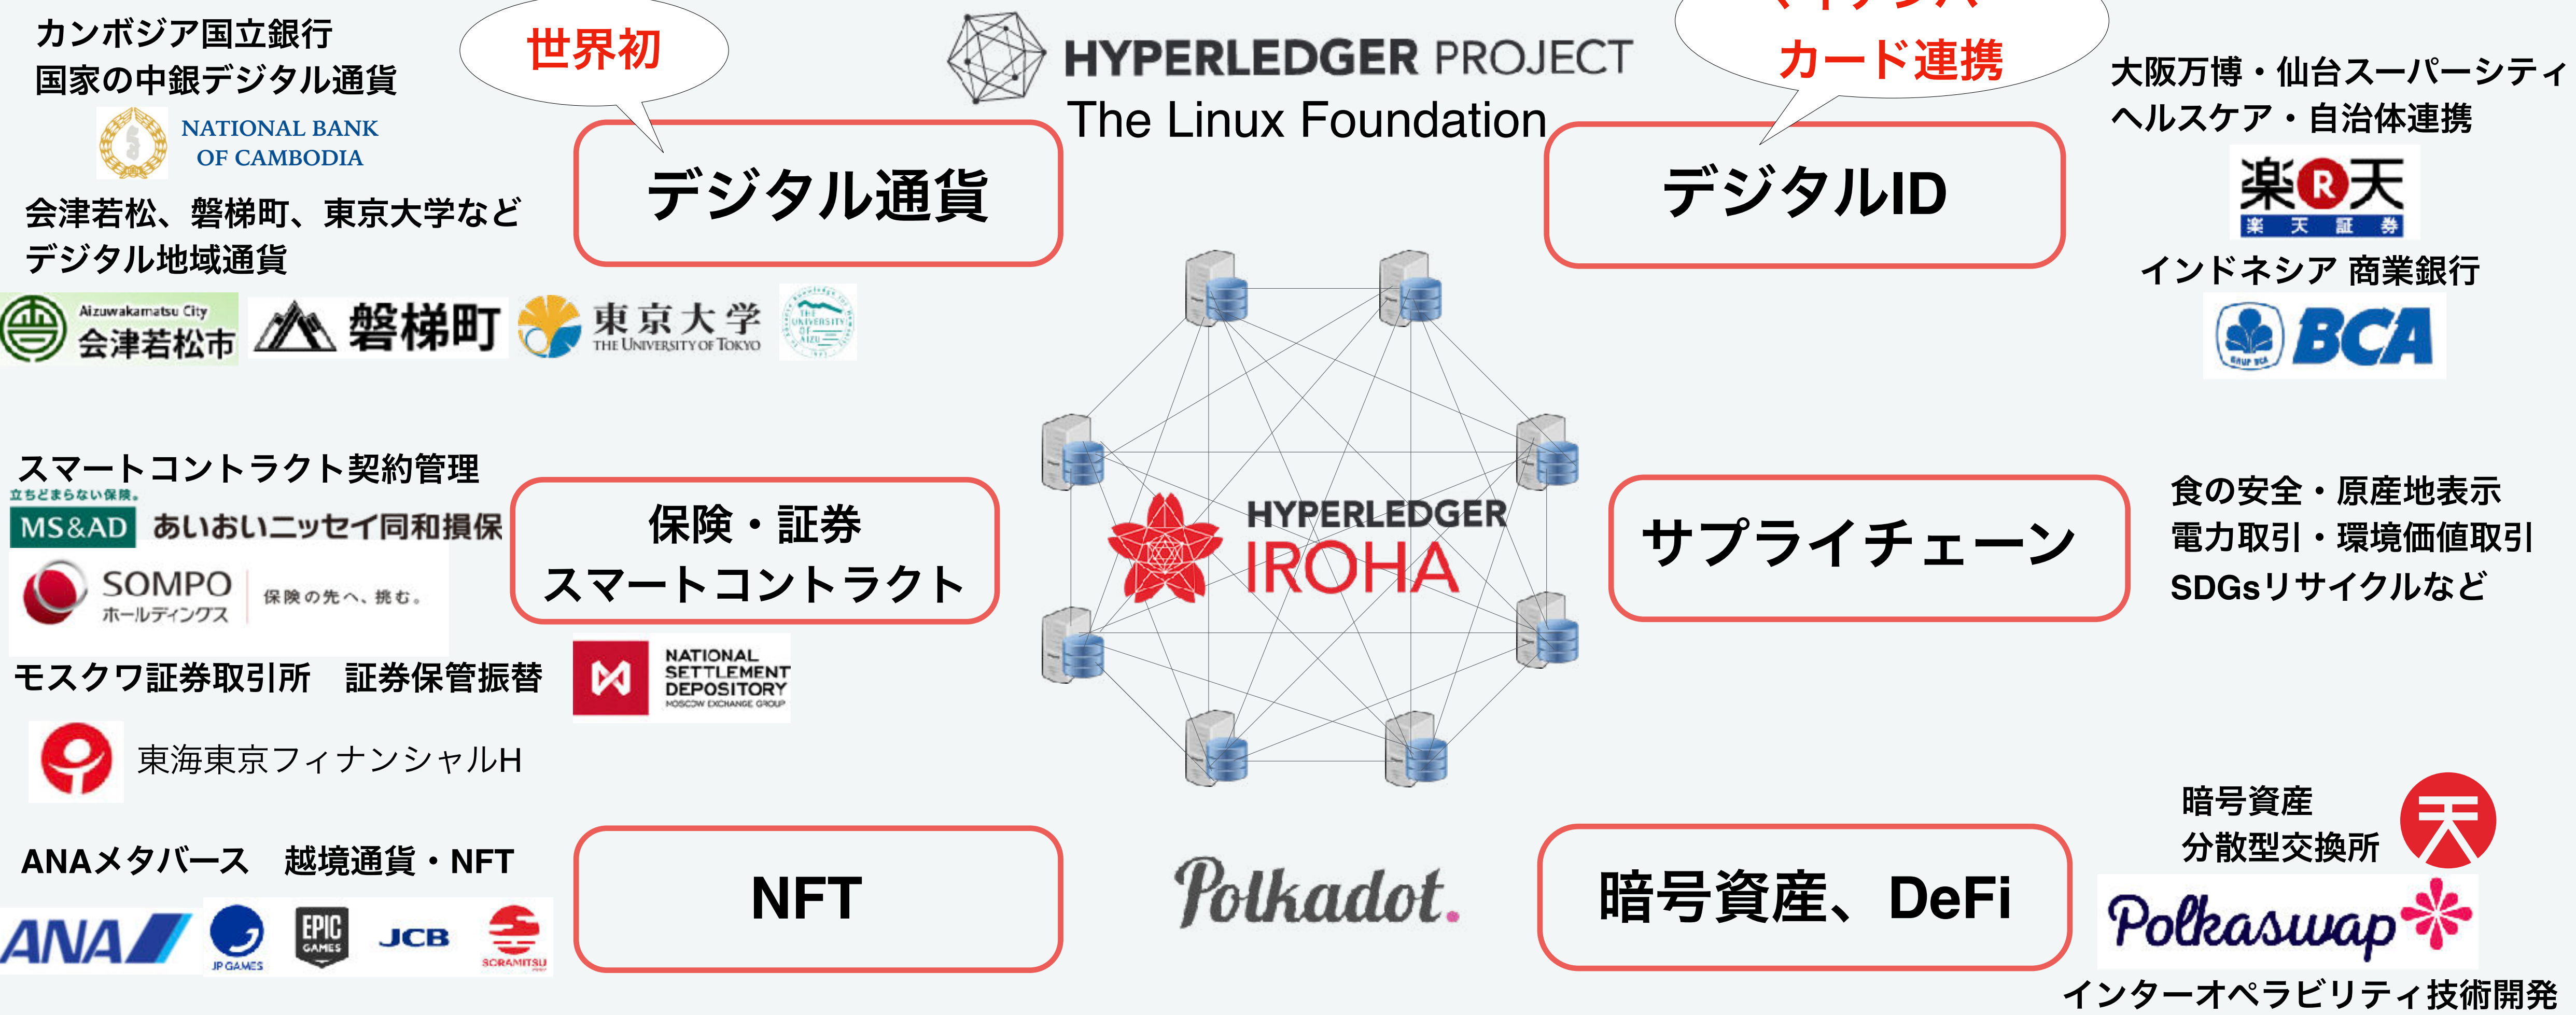 カンボジア国立銀行
国家の中銀デジタル通貨
NATIONAL BANK
OF CAMBODIA
会津若松、磐梯町、東京大学など
デジタル地域通貨
Aizuwakamatsu City
会津若松市
磐梯町
東京大学
THE UNIVERSITY OF TOKYO
THE
UNIVERSITY
OF
AIZU
世界初
デジタル通貨
HYPERLEDGER PROJECT
The Linux Foundation
カード連携
デジタルID
大阪万博・仙台スーパーシティ
ヘルスケア・自治体連携
楽R天
楽天証券
インドネシア 商業銀行
GRUP BCA
BCA
スマートコントラクト契約管理
立ちどまらない保険。
MS&AD あいおいニッセイ同和損保
SOMPO
ホールディングス
保険の先へ、挑む。
保険・証券
スマートコントラクト
モスクワ証券取引所 証券保管振替
NATIONAL
SETTLEMENT
DEPOSITORY
MOSCOW EXCHANGE GROUP
東海東京フィナンシャルH
HYPERLEDGER
IROHA
サプライチェーン
食の安全・原産地表示
電力取引・環境価値取引
SDGsリサイクルなど
ANAメタバース 越境通貨・NFT
ANA
JP GAMES
EPIC
GAMES
JCB
SORAMITSU
NFT
Polkadot.
暗号資産、DeFi
暗号資産
分散型交換所
天
Polkaswap
インターオペラビリティ技術開発